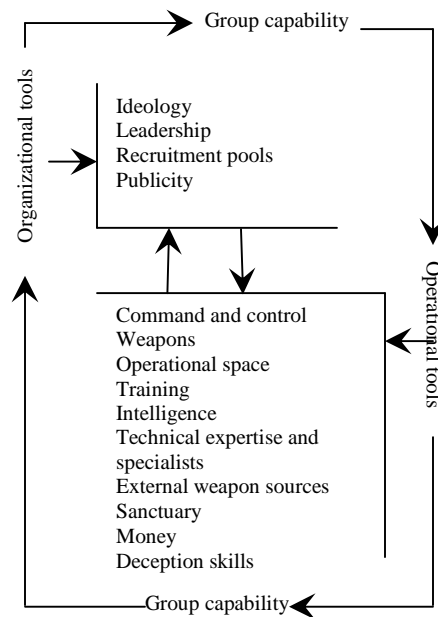 Group capability
Organizational tools
Ideology
Leadership
Recruitment pools
Publicity
Operational tools
Command and control
Weapons
Operational space
Training
Intelligence
Technical expertise and
specialists
External weapon sources
Sanctuary
Money
Deception skills
Group capability